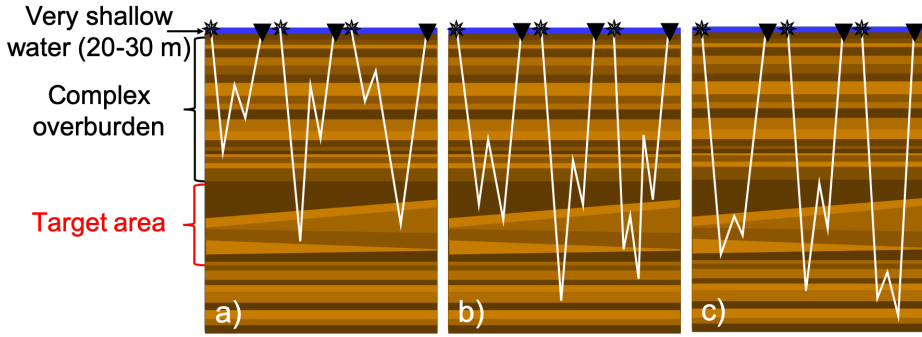 Very shallow
water (20-30 m)
Complex
overburden
Target area
a)
b)
c)